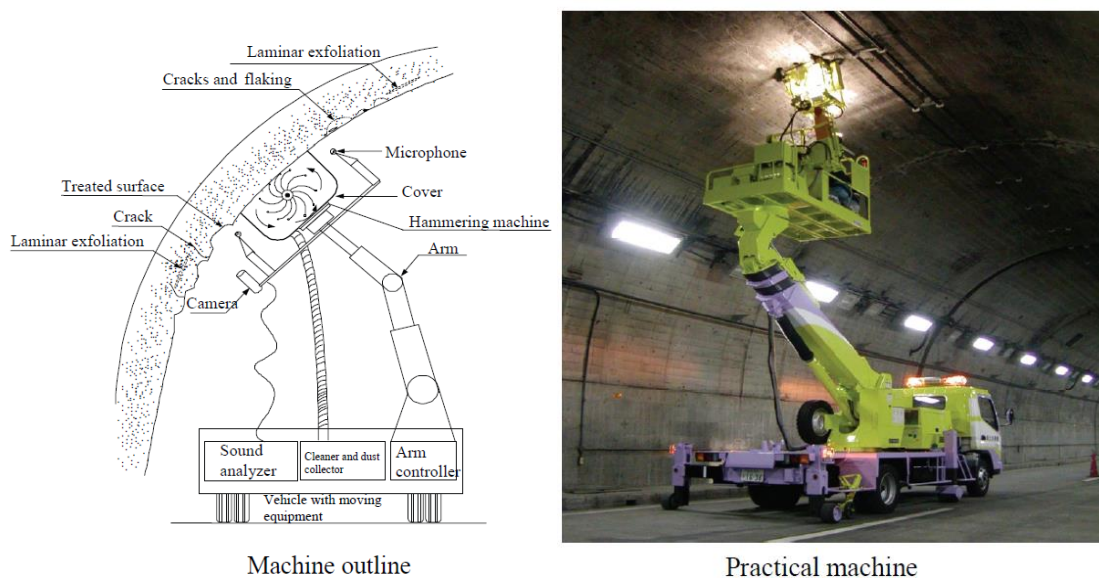 Laminar exfoliation
Cracks and flaking
Microphone
Treated surface
Cover
Crack
Hammering machine
Laminar exfoliation
Arm
Camera
Sound
analyzer
Cleaner and dust
collector
Arm
controller
Vehicle with moving
equipment
Machine outline
Practical machine